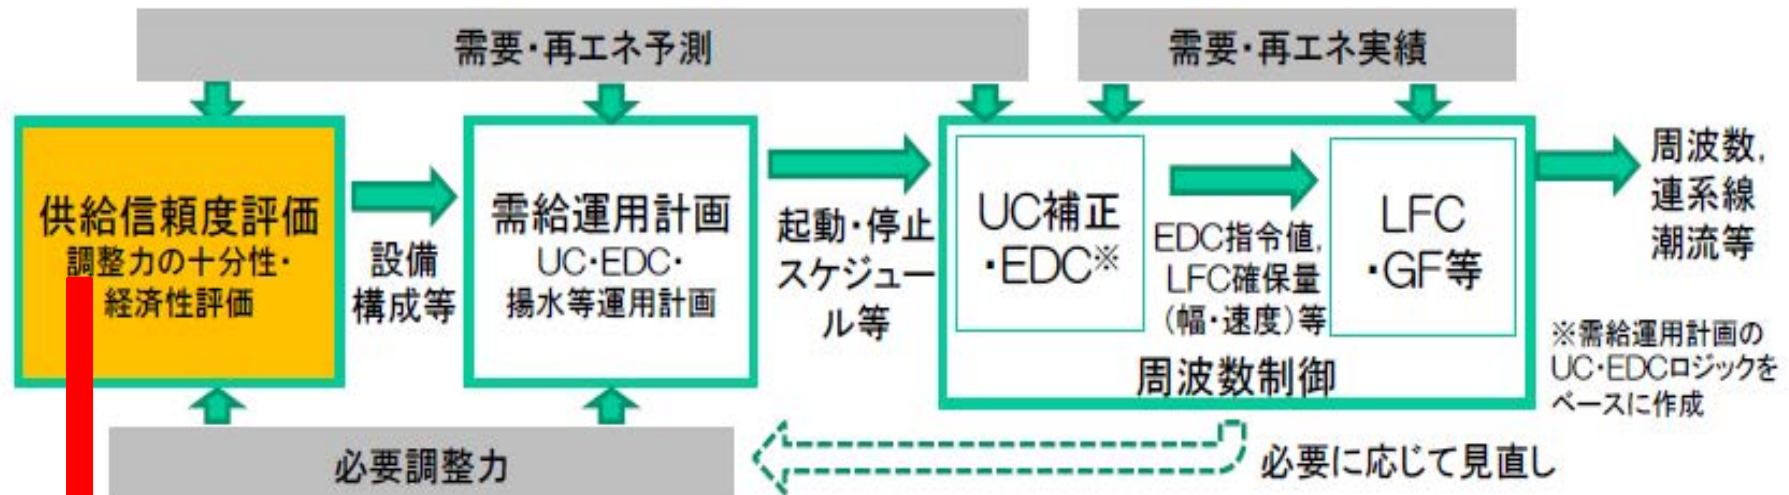 需要・再エネ予測
需要・再エネ実績
供給信頼度評価
調整力の十分性・
経済性評価
設備
構成等
需給運用計画
UC・EDC・
揚水等運用計画
起動・停止
スケジュー
ル等
UC補正
・EDC※
EDC指令値,
LFC確保量
(幅・速度)等
LFC
・GF等
周波数制御
周波数,
連系線
潮流等
※需給運用計画の
UC・EDCロジックを
ベースに作成
必要調整力
必要に応じて見直し